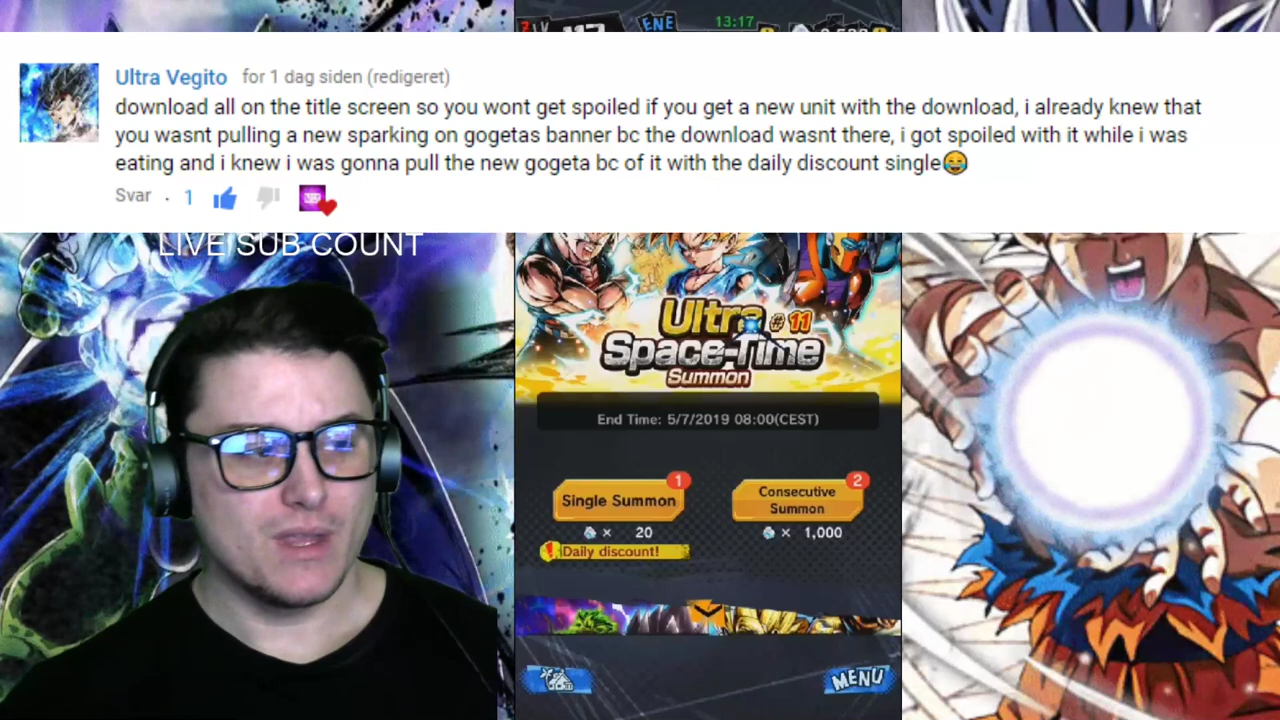 ENE
13:17
Ultra Vegito for 1 dag siden (redigeret)
download all on the title screen so you wont get spoiled if you get a new unit with the download, i already knew that
you wasnt pulling a new sparking on gogetas banner bc the download wasnt there, i got spoiled with it while i was
eating and i knew i was gonna pull the new gogeta bc of it with the daily discount single😂
Svar . 1
LIVE SUB COUNT
Ultra #11
Space-Time
Summon
End Time: 5/7/2019 08:00(CEST)
Single Summon 1
Consecutive 2
Summon
× 20
× 1,000
! Daily discount!
MENU